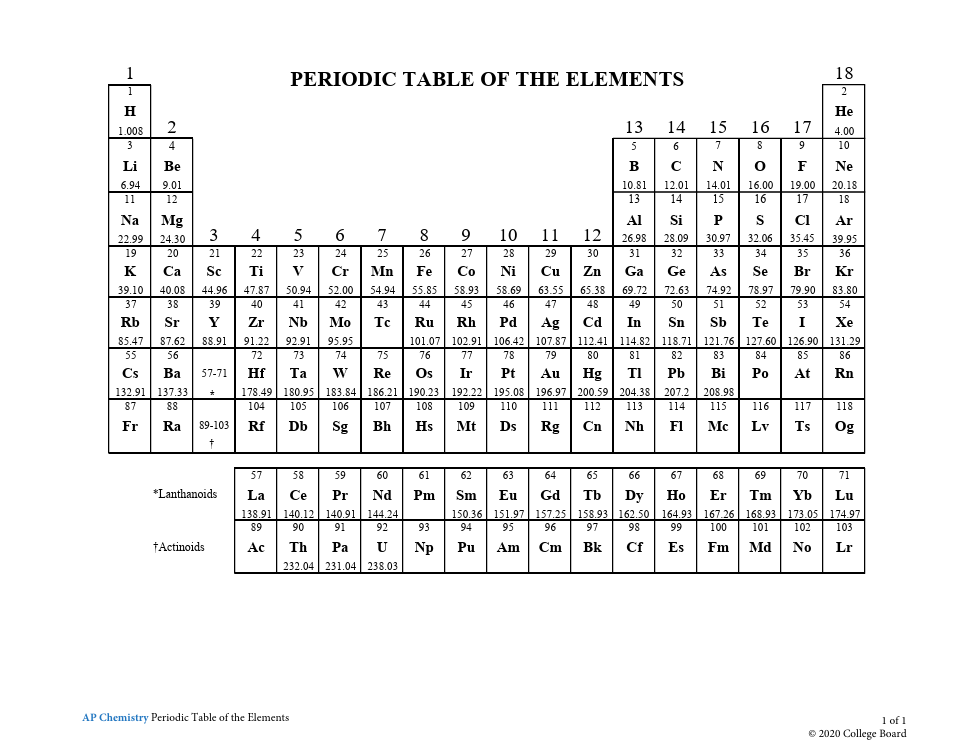 1 18
PERIODIC TABLE OF THE ELEMENTS
1 2
H He
1.008 2 13 14 15 16 17 4.00
3 4 5 6 7 8 9 10
Li Be B C N O F Ne
6.94 9.01 10.81 12.01 14.01 16.00 19.00 20.18
11 12 13 14 15 16 17 18
Na Mg Al Si P S Cl Ar
22.99 24.30 3 4 5 6 7 8 9 10 11 12 26.98 28.09 30.97 32.06 35.45 39.95
19 20 21 22 23 24 25 26 27 28 29 30 31 32 33 34 35 36
K Ca Sc Ti V Cr Mn Fe Co Ni Cu Zn Ga Ge As Se Br Kr
39.10 40.08 44.96 47.87 50.94 52.00 54.94 55.85 58.93 58.69 63.55 65.38 69.72 72.63 74.92 78.97 79.90 83.80
37 38 39 40 41 42 43 44 45 46 47 48 49 50 51 52 53 54
Rb Sr Y Zr Nb Mo Tc Ru Rh Pd Ag Cd In Sn Sb Te I Xe
85.47 87.62 88.91 91.22 92.91 95.95 101.07 102.91 106.42 107.87 112.41 114.82 118.71 121.76 127.60 126.90 131.29
55 56 72 73 74 75 76 77 78 79 80 81 82 83 84 85 86
Cs Ba 57-71 Hf Ta W Re Os Ir Pt Au Hg Tl Pb Bi Po At Rn
132.91 137.33 * 178.49 180.95 183.84 186.21 190.23 192.22 195.08 196.97 200.59 204.38 207.2 208.98
87 88 104 105 106 107 108 109 110 111 112 113 114 115 116 117 118
Fr Ra 89-103 Rf Db Sg Bh Hs Mt Ds Rg Cn Nh Fl Mc Lv Ts Og
†
57 58 59 60 61 62 63 64 65 66 67 68 69 70 71
*Lanthanoids La Ce Pr Nd Pm Sm Eu Gd Tb Dy Ho Er Tm Yb Lu
138.91 140.12 140.91 144.24 150.36 151.97 157.25 158.93 162.50 164.93 167.26 168.93 173.05 174.97
89 90 91 92 93 94 95 96 97 98 99 100 101 102 103
†Actinoids Ac Th Pa U Np Pu Am Cm Bk Cf Es Fm Md No Lr
232.04 231.04 238.03
AP Chemistry Periodic Table of the Elements
1 of 1
© 2020 College Board